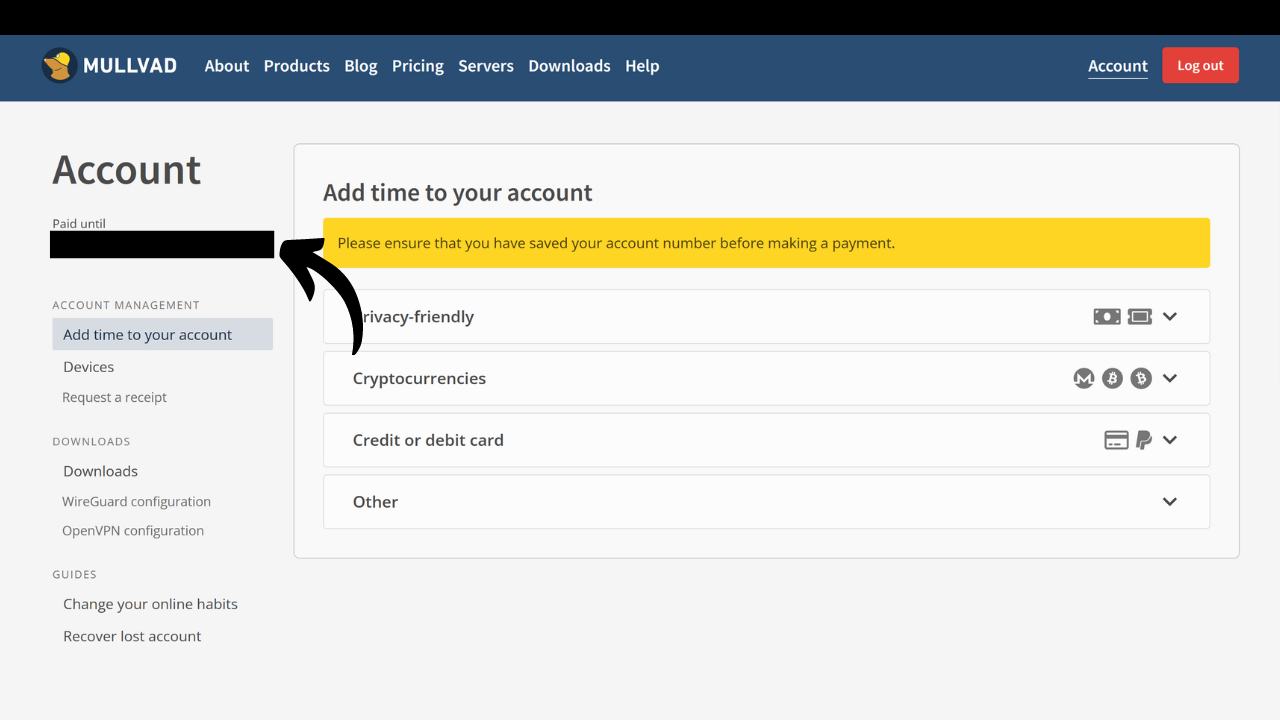 MULLVAD About Products Blog Pricing Servers Downloads Help Account Log out
Account
Paid until
ACCOUNT MANAGEMENT
Add time to your account
Devices
Request a receipt
DOWNLOADS
Downloads
WireGuard configuration
OpenVPN configuration
GUIDES
Change your online habits
Recover lost account
Add time to your account
Please ensure that you have saved your account number before making a payment.
rivacy-friendly
Cryptocurrencies
Credit or debit card
Other